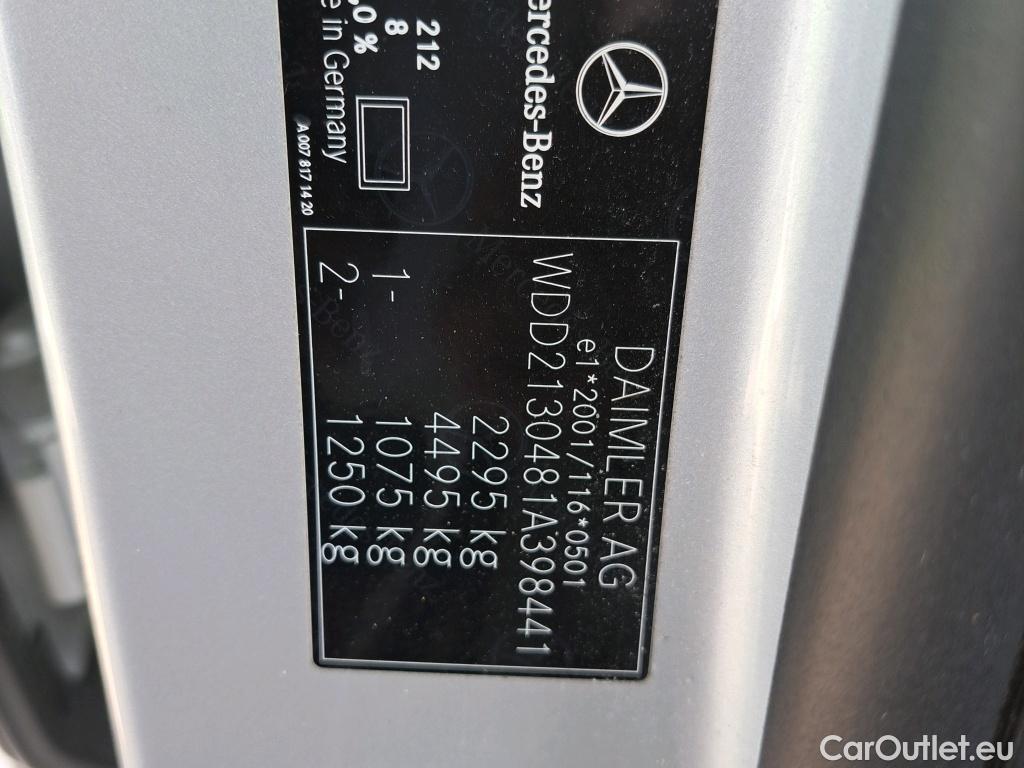 Mercedes-Benz
212
8
,0 %
in Germany
A 007 817 14 20
DAIMLER AG
e1*2001/116*0501
WDD2130481A398441
2295 kg
4495 kg
1- 1075 kg
2- 1250 kg
CarOutlet.eu